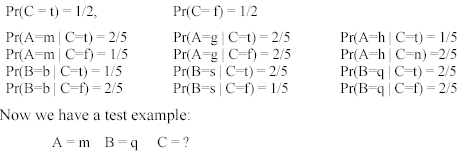 Pr(C = t) = 1/2, Pr(C= f) = 1/2
Pr(A=m | C=t) = 2/5 Pr(A=g | C=t) = 2/5 Pr(A=h | C=t) = 1/5
Pr(A=m | C=f) = 1/5 Pr(A=g | C=f) = 2/5 Pr(A=h | C=n) =2/5
Pr(B=b | C=t) = 1/5 Pr(B=s | C=t) = 2/5 Pr(B=q | C=t) = 2/5
Pr(B=b | C=f) = 2/5 Pr(B=s | C=f) = 1/5 Pr(B=q | C=f) = 2/5
Now we have a test example:
A = m B = q C = ?